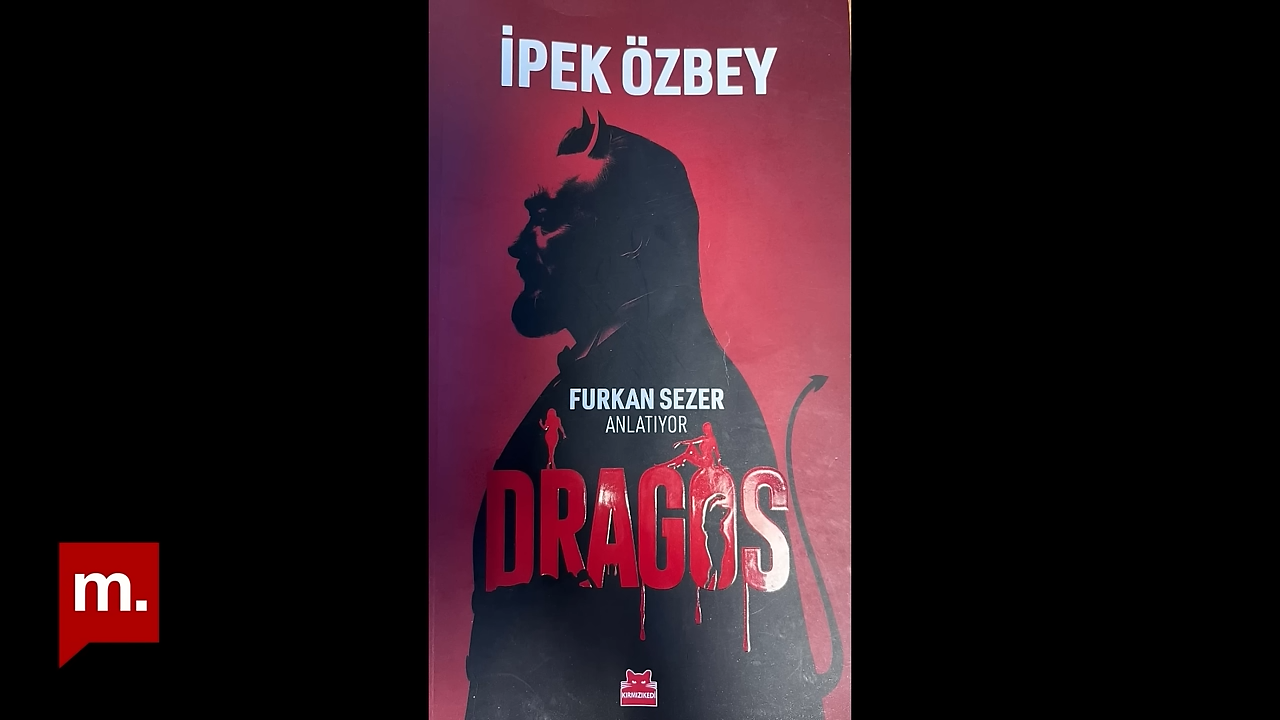 İPEK ÖZBEY
FURKAN SEZER
ANLATIYOR
DRAGOS
KIRMIZIKEDİ
m.